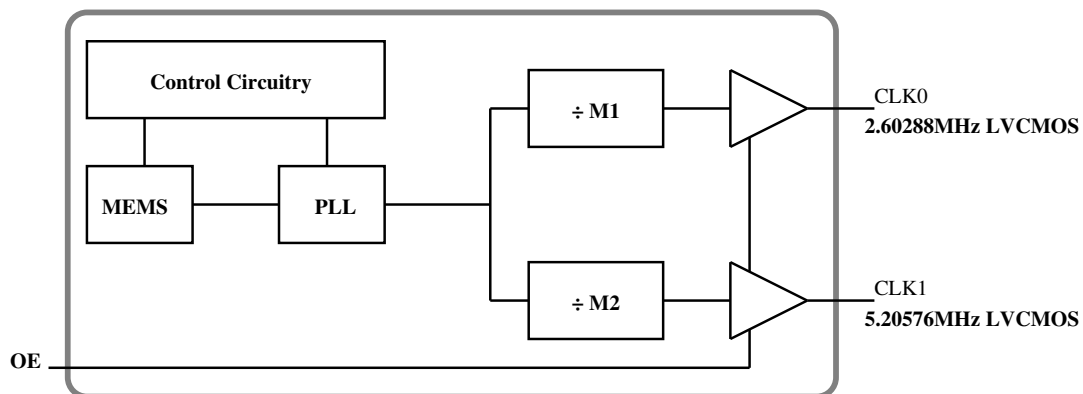 Control Circuitry
MEMS
PLL
÷ M1
÷ M2
CLK0
2.60288MHz LVCMOS
CLK1
5.20576MHz LVCMOS
OE